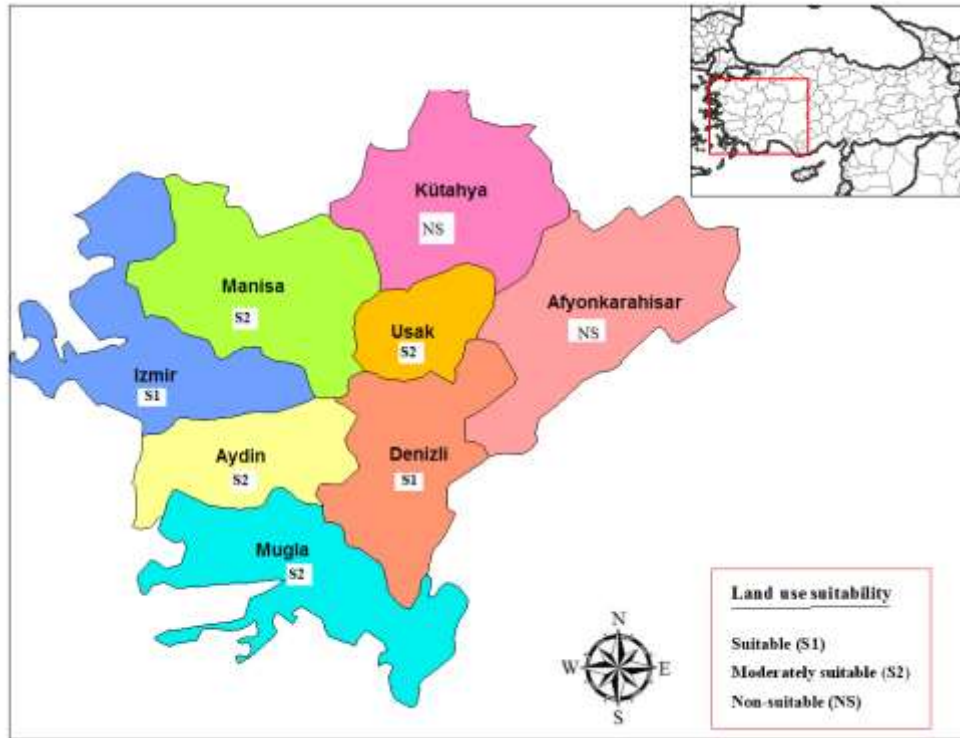 Kütahya
NS
Manisa
S2
Afyonkarahisar
NS
Usak
S2
Izmir
S1
Aydin
S2
Denizli
S1
Mugla
S2
N
W
E
S
Land use suitability
Suitable (S1)
Moderately suitable (S2)
Non-suitable (NS)